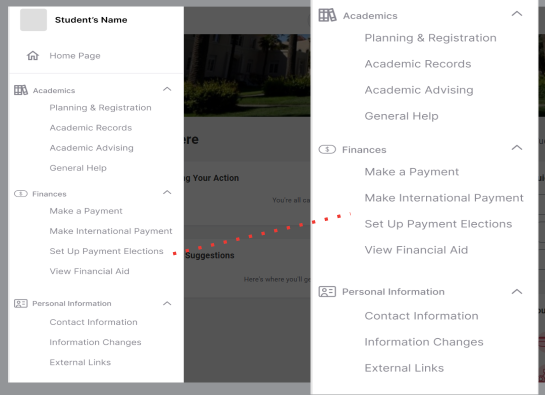 Student's Name
Home Page
Academics
Planning & Registration
Academic Records
Academic Advising
General Help
Finances
Make a Payment
Make International Payment
Set Up Payment Elections
View Financial Aid
Personal Information
Contact Information
Information Changes
External Links
ere
ng Your Action
You're all ca
Suggestions
Here's where you'll ge
Academics
Planning & Registration
Academic Records
Academic Advising
General Help
Finances
Make a Payment
Make International Payment
Set Up Payment Elections
View Financial Aid
Personal Information
Contact Information
Information Changes
External Links